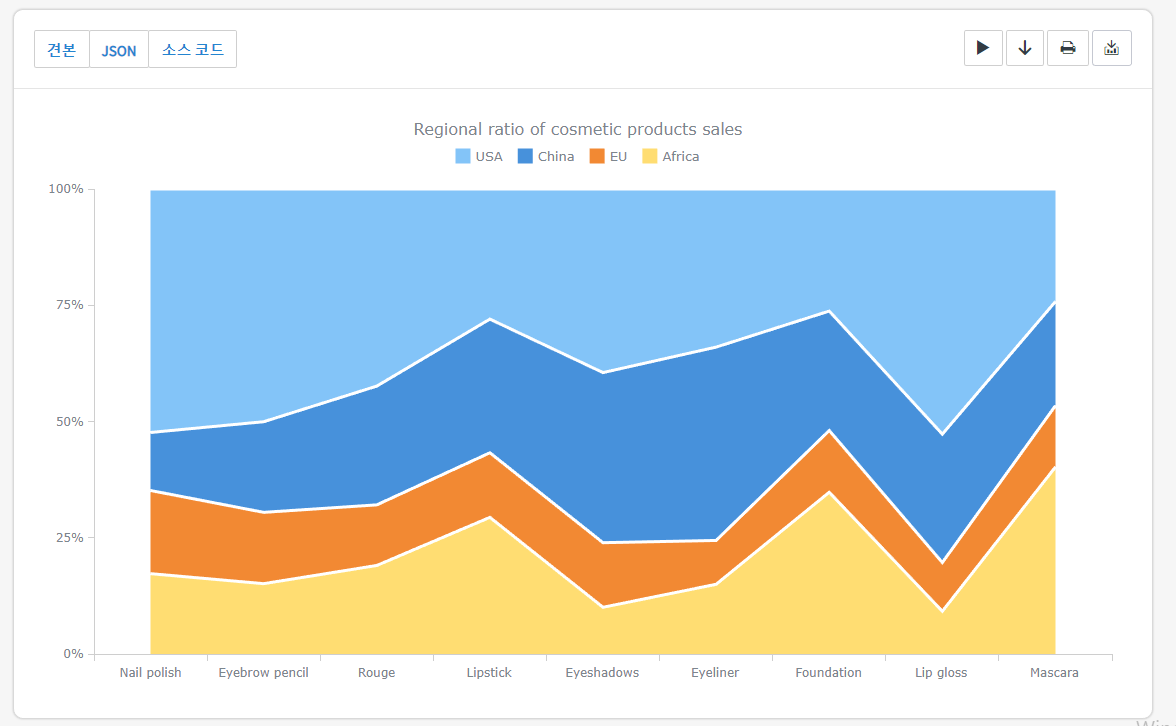 견본 JSON 소스 코드
Regional ratio of cosmetic products sales
USA China EU Africa
100%
75%
50%
25%
0%
Nail polish Eyebrow pencil Rouge Lipstick Eyeshadows Eyeliner Foundation Lip gloss Mascara